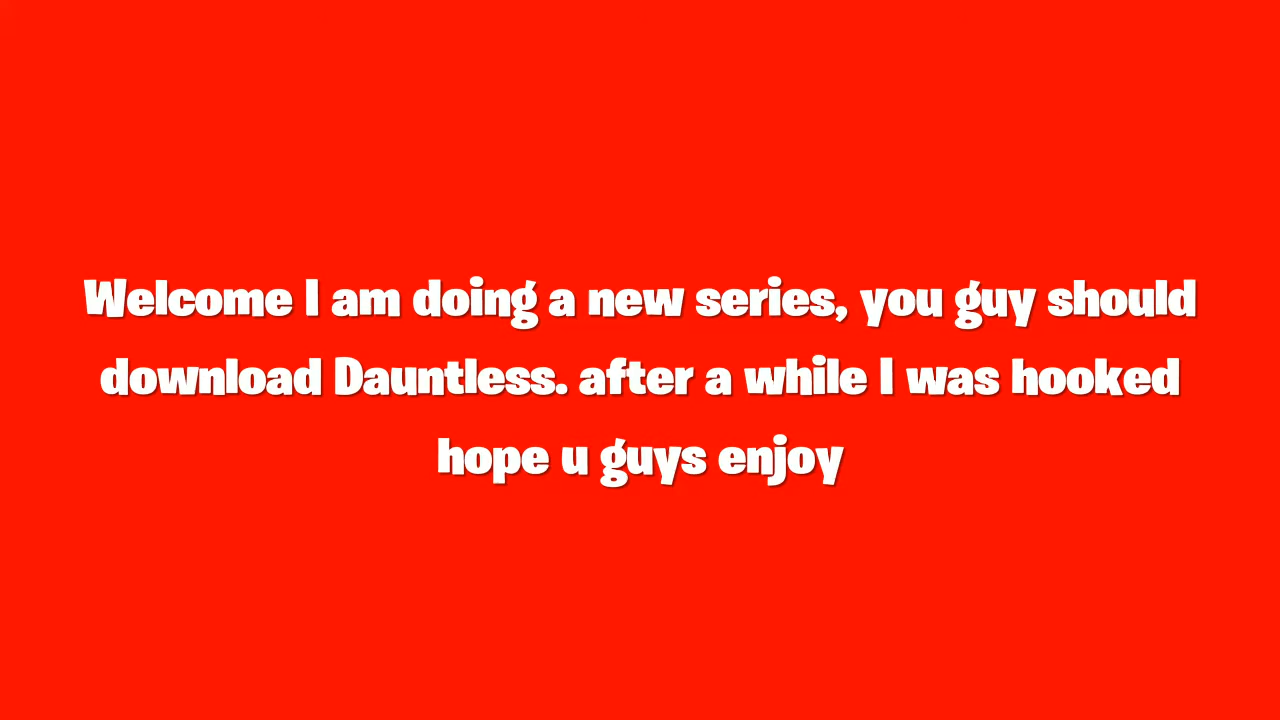 Welcome I am doing a new series, you guy should
download Dauntless. after a while I was hooked
hope u guys enjoy